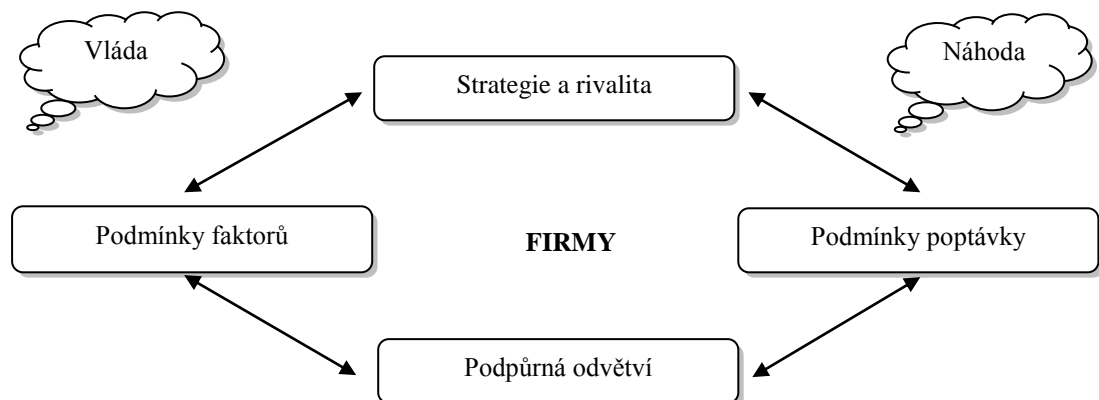 Vláda
Náhoda
Strategie a rivalita
Podmínky faktorů
FIRMY
Podmínky poptávky
Podpůrná odvětví